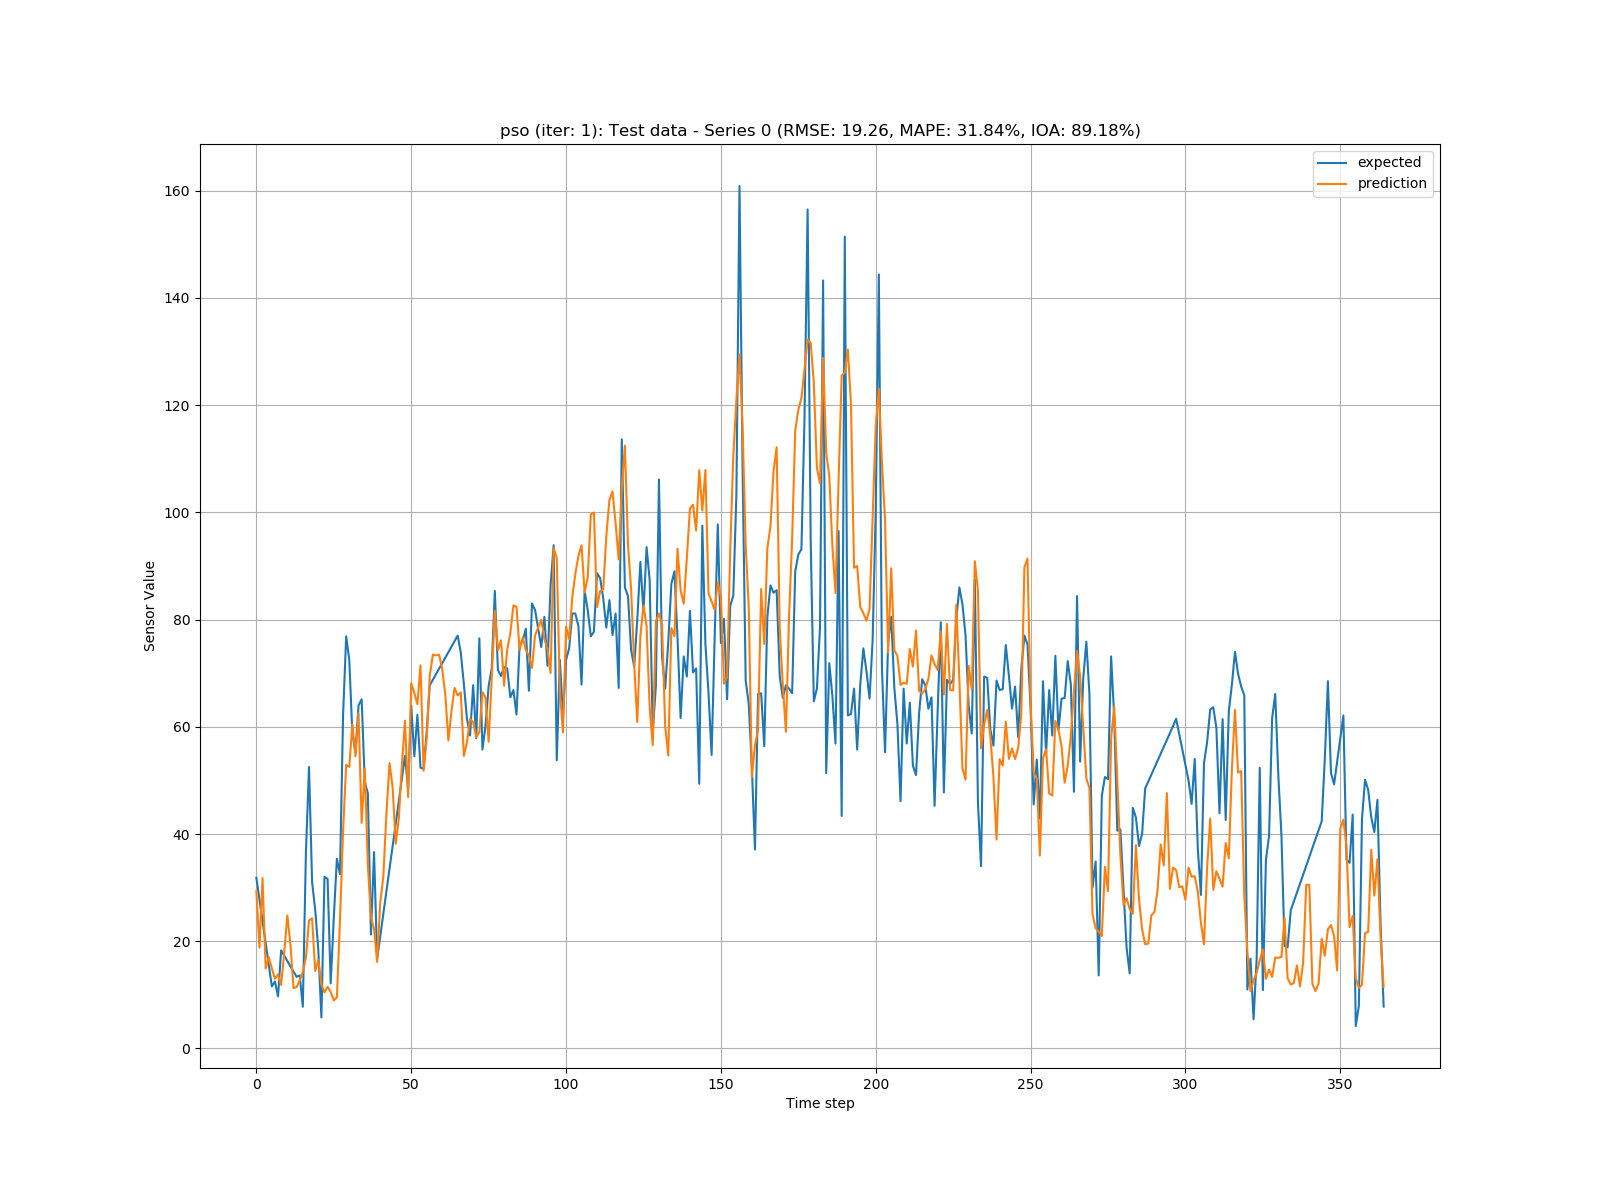 pso (iter: 1): Test data - Series 0 (RMSE: 19.26, MAPE: 31.84%, IOA: 89.18%)
expected
prediction
160
140
120
100
80
60
40
20
0
Sensor Value
0 50 100 150 200 250 300 350
Time step